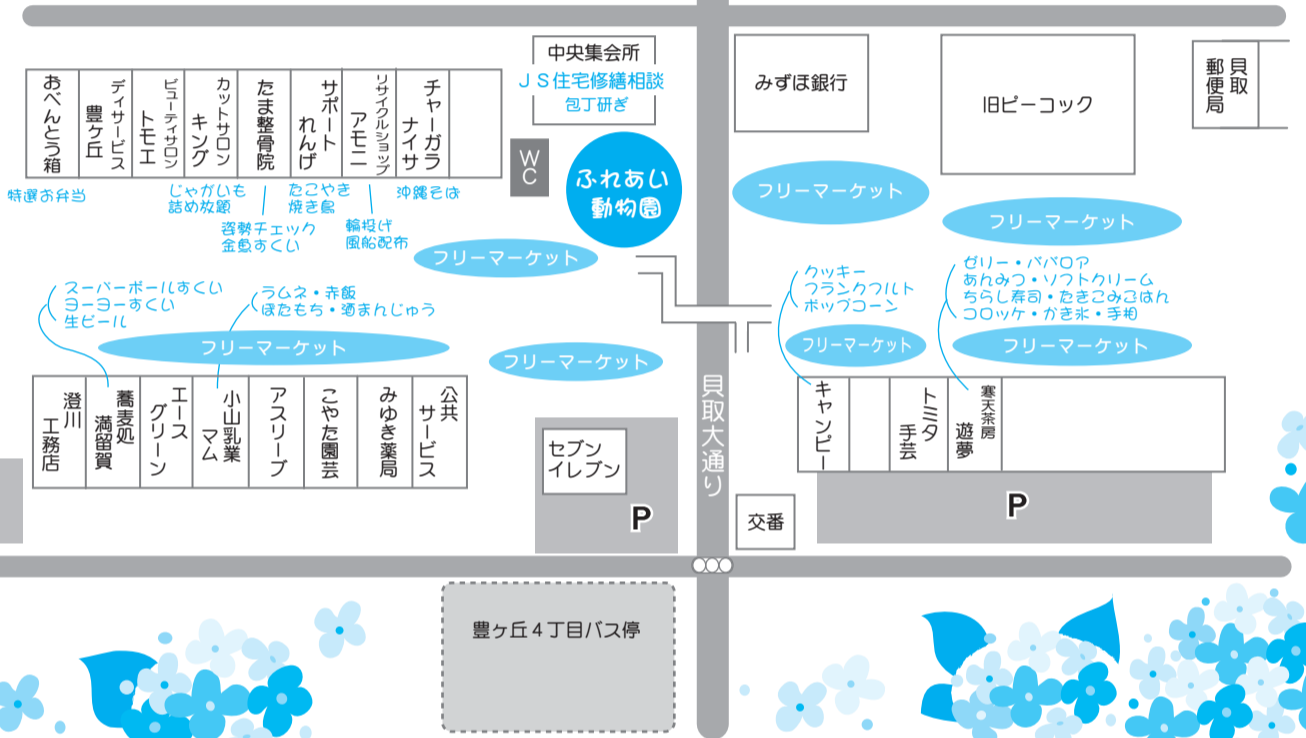 中央集会所
JS住宅修繕相談
包丁研ぎ
みずほ銀行
旧ピーコック
貝取
郵便局
おべんとう箱
ディサービス
豊ヶ丘
ビューティサロン
トモエ
カットサロン
キング
たま整骨院
サポート
れんげ
リサイクルショップ
アモニ
チャーガラ
ナイサ
WC
ふれあい
動物園
特選お弁当
じゃがいも
詰め放題
姿勢チェック
金魚すくい
たこやき
焼き鳥
輪投げ
風船配布
沖縄そば
フリーマーケット
フリーマーケット
フリーマーケット
スーパーボールすくい
ヨーヨーすくい
生ビール
ラムネ・赤飯
ぼたもち・酒まんじゅう
フリーマーケット
フリーマーケット
クッキー
フランクフルト
ポップコーン
ゼリー・ババロア
あんみつ・ソフトクリーム
ちらし寿司・たきこみごはん
コロッケ・かき氷・手相
フリーマーケット
フリーマーケット
澄川
工務店
蕎麦処
満留賀
エース
グリーン
小山乳業
マム
アスリーブ
こやた園芸
みゆき薬局
公共
サービス
セブン
イレブン
P
貝取大通り
交番
キャンピー
トミタ
手芸
寒天茶房
遊夢
P
豊ヶ丘4丁目バス停